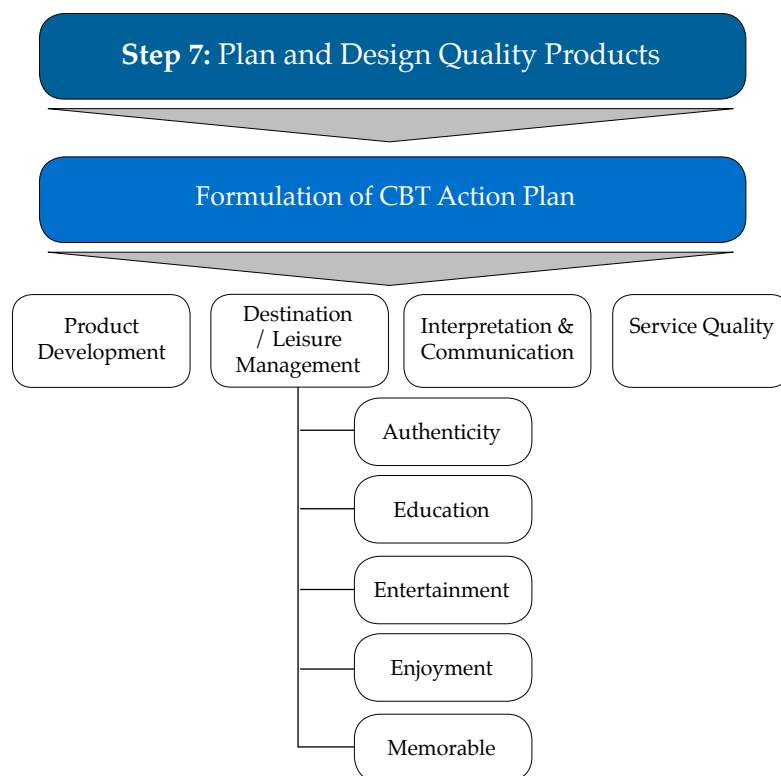 Step 7: Plan and Design Quality Products
Formulation of CBT Action Plan
Product
Development
Destination
/ Leisure
Management
Interpretation &
Communication
Service Quality
Authenticity
Education
Entertainment
Enjoyment
Memorable